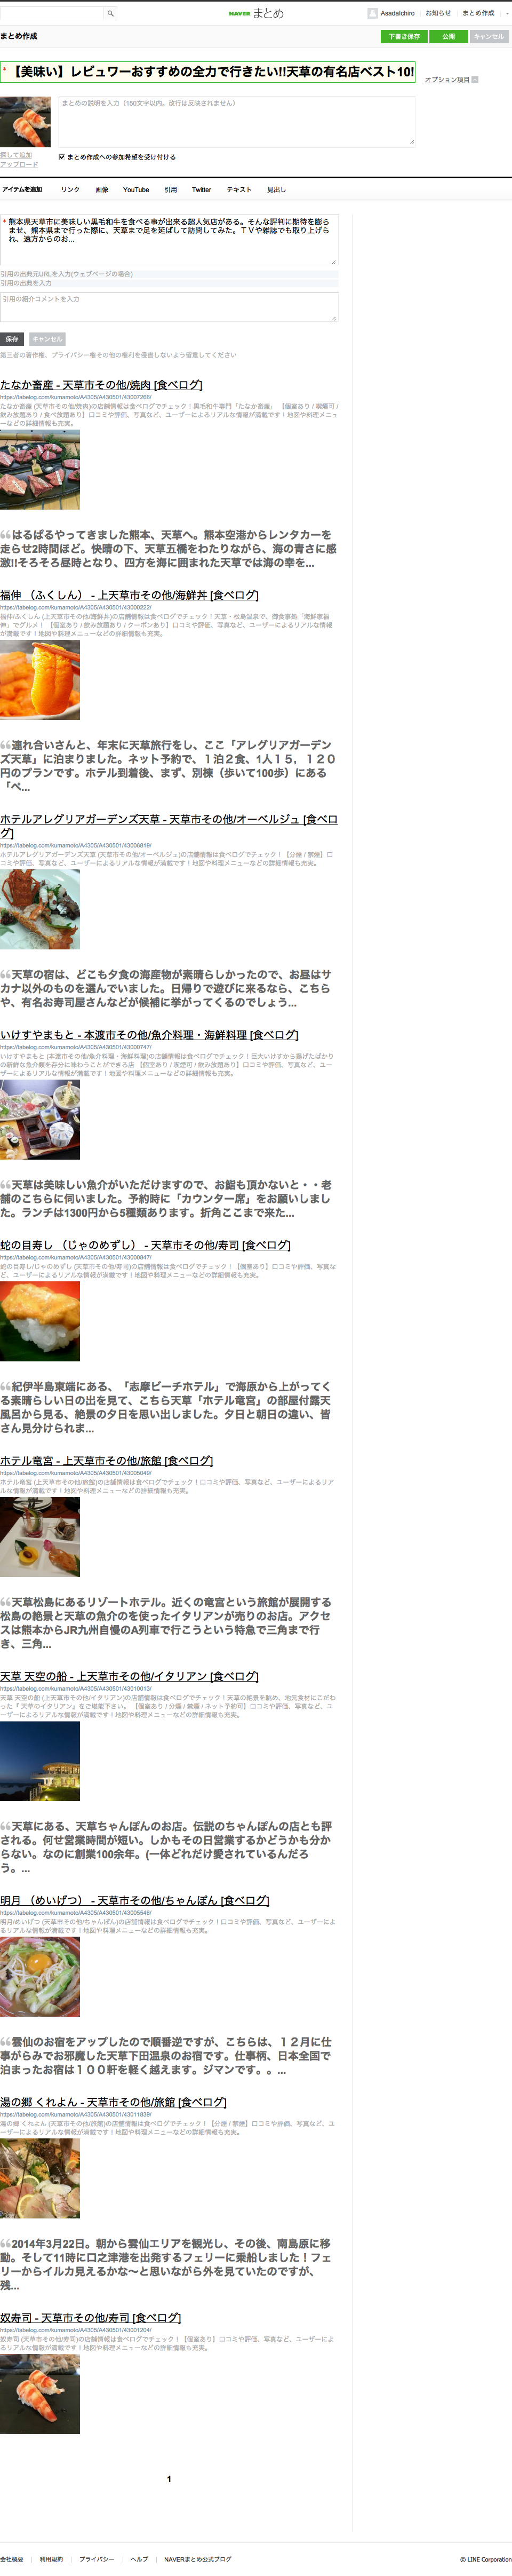 NAVER まとめ
AsadaIchiro お知らせ まとめ作成
まとめ作成
下書き保存 公開 キャンセル
* 【美味い】レビュワーおすすめの全力で行きたい!!天草の有名店ベスト10!
オプション項目
まとめの説明を入力（150文字以内。改行は反映されません）
探して追加
アップロード
まとめ作成への参加希望を受け付ける
アイテムを追加 リンク 画像 YouTube 引用 Twitter テキスト 見出し
* 熊本県天草市に美味しい黒毛和牛を食べる事が出来る超人気店がある。そんな評判に期待を膨ら
ませ、熊本県まで行った際に、天草まで足を延ばして訪問してみた。ＴＶや雑誌でも取り上げら
れ、遠方からのお...
引用の出典元URLを入力(ウェブページの場合)
引用の出典を入力
引用の紹介コメントを入力
保存 キャンセル
第三者の著作権、プライバシー権その他の権利を侵害しないよう留意してください
たなか畜産 - 天草市その他/焼肉 [食べログ]
https://tabelog.com/kumamoto/A4305/A430501/43007266/
たなか畜産 (天草市その他/焼肉)の店舗情報は食べログでチェック！黒毛和牛専門「たなか畜産」 【個室あり / 喫煙可 /
飲み放題あり / 食べ放題あり】口コミや評価、写真など、ユーザーによるリアルな情報が満載です！地図や料理メニュ
ーなどの詳細情報も充実。
はるばるやってきました熊本、天草へ。熊本空港からレンタカーを
走らせ2時間ほど。快晴の下、天草五橋をわたりながら、海の青さに感
激!!そろそろ昼時となり、四方を海に囲まれた天草では海の幸を...
福伸 （ふくしん） - 上天草市その他/海鮮丼 [食べログ]
https://tabelog.com/kumamoto/A4305/A430501/43000222/
福伸/ふくしん (上天草市その他/海鮮丼)の店舗情報は食べログでチェック！天草・松島温泉で、館食事処「海鮮家福
伸」でグルメ！ 【個室あり / 飲み放題あり / クーポンあり】口コミや評価、写真など、ユーザーによるリアルな情報
が満載です！地図や料理メニューなどの詳細情報も充実。
連れ合いさんと、年末に天草旅行をし、ここ「アレグリアガーデン
ズ天草」に泊まりました。ネット予約で、１泊２食、1人１５，１２０
円のプランです。ホテル到着後、まず、別棟（歩いて100歩）にある
「ベ...
ホテルアレグリアガーデンズ天草 - 天草市その他/オーベルジュ [食べロ
グ]
https://tabelog.com/kumamoto/A4305/A430501/43006819/
ホテルアレグリアガーデンズ天草 (天草市その他/オーベルジュ)の店舗情報は食べログでチェック！【分煙 / 禁煙】口
コミや評価、写真など、ユーザーによるリアルな情報が満載です！地図や料理メニューなどの詳細情報も充実。
天草の宿は、どこも夕食の海産物が素晴らしかったので、お昼はサ
カナ以外のものを選んでいました。日帰りで遊びに来るなら、こちら
や、有名お寿司屋さんなどが候補に挙がってくるのでしょう...
いけすやまもと - 本渡市その他/魚介料理・海鮮料理 [食べログ]
https://tabelog.com/kumamoto/A4305/A430501/43000747/
いけすやまもと (本渡市その他/魚介料理・海鮮料理)の店舗情報は食べログでチェック！巨大いけすから揚げたばかり
の新鮮な魚介類を存分に味わうことができる店 【個室あり / 喫煙可 / 飲み放題あり】口コミや評価、写真など、ユー
ザーによるリアルな情報が満載です！地図や料理メニューなどの詳細情報も充実。
天草は美味しい魚介がいただけますので、お鮨も頂かないと・・老
舗のこちらに伺いました。予約時に「カウンター席」をお願いしまし
た。ランチは1300円から5種類あります。折角ここまで来た...
蛇の目寿し （じゃのめずし） - 天草市その他/寿司 [食べログ]
https://tabelog.com/kumamoto/A4305/A430501/43000847/
蛇の目寿し/じゃのめずし (天草市その他/寿司)の店舗情報は食べログでチェック！ 【個室あり】口コミや評価、写真な
ど、ユーザーによるリアルな情報が満載です！地図や料理メニューなどの詳細情報も充実。
紀伊半島東端にある、「志摩ビーチホテル」で海原から上がってく
る素晴らしい日の出を見て、こちら天草「ホテル竜宮」の部屋付露天
風呂から見る、絶景の夕日を思い出しました。夕日と朝日の違い、皆
さん見分けられま...
ホテル竜宮 - 上天草市その他/旅館 [食べログ]
https://tabelog.com/kumamoto/A4305/A430501/43005049/
ホテル竜宮 (上天草市その他/旅館)の店舗情報は食べログでチェック！口コミや評価、写真など、ユーザーによるリア
ルな情報が満載です！地図や料理メニューなどの詳細情報も充実。
天草松島にあるリゾートホテル。近くの竜宮という旅館が展開する
松島の絶景と天草の魚介のを使ったイタリアンが売りのお店。アクセ
スは熊本からJR九州自慢のA列車で行こうという特急で三角まで行
き、三角...
天草 天空の船 - 上天草市その他/イタリアン [食べログ]
https://tabelog.com/kumamoto/A4305/A430501/43010013/
天草 天空の船 (上天草市その他/イタリアン)の店舗情報は食べログでチェック！天草の絶景を眺め、地元食材にこだわ
った『 天草のイタリアン』をご堪能下さい。 【個室あり / 分煙 / 禁煙 / ネット予約可】口コミや評価、写真など、ユ
ーザーによるリアルな情報が満載です！地図や料理メニューなどの詳細情報も充実。
天草にある、天草ちゃんぽんのお店。伝説のちゃんぽんの店とも評
される。何せ営業時間が短い。しかもその日営業するかどうかも分か
らない。なのに創業100余年。(一体どれだけ愛されているんだろ
う。...
明月 （めいげつ） - 天草市その他/ちゃんぽん [食べログ]
https://tabelog.com/kumamoto/A4305/A430501/43005546/
明月/めいげつ (天草市その他/ちゃんぽん)の店舗情報は食べログでチェック！口コミや評価、写真など、ユーザーによ
るリアルな情報が満載です！地図や料理メニューなどの詳細情報も充実。
雲仙のお宿をアップしたので順番逆ですが、こちらは、１２月に仕
事がらみでお邪魔した天草下田温泉のお宿です。仕事柄、日本全国で
泊まったお宿は１００軒を軽く越えます。ジマンです。。...
湯の郷 くれよん - 天草市その他/旅館 [食べログ]
https://tabelog.com/kumamoto/A4305/A430501/43011839/
湯の郷 くれよん (天草市その他/旅館)の店舗情報は食べログでチェック！【分煙 / 禁煙】口コミや評価、写真など、ユ
ーザーによるリアルな情報が満載です！地図や料理メニューなどの詳細情報も充実。
2014年3月22日。朝から雲仙エリアを観光し、その後、南島原に移
動。そして11時に口之津港を出発するフェリーに乗船しました！フェ
リーからイルカ見えるかな〜と思いながら外を見ていたのですが、
残...
奴寿司 - 天草市その他/寿司 [食べログ]
https://tabelog.com/kumamoto/A4305/A430501/43001204/
奴寿司 (天草市その他/寿司)の店舗情報は食べログでチェック！【個室あり】口コミや評価、写真など、ユーザーによ
るリアルな情報が満載です！地図や料理メニューなどの詳細情報も充実。
1
会社概要 利用規約 プライバシー ヘルプ NAVERまとめ公式ブログ
© LINE Corporation